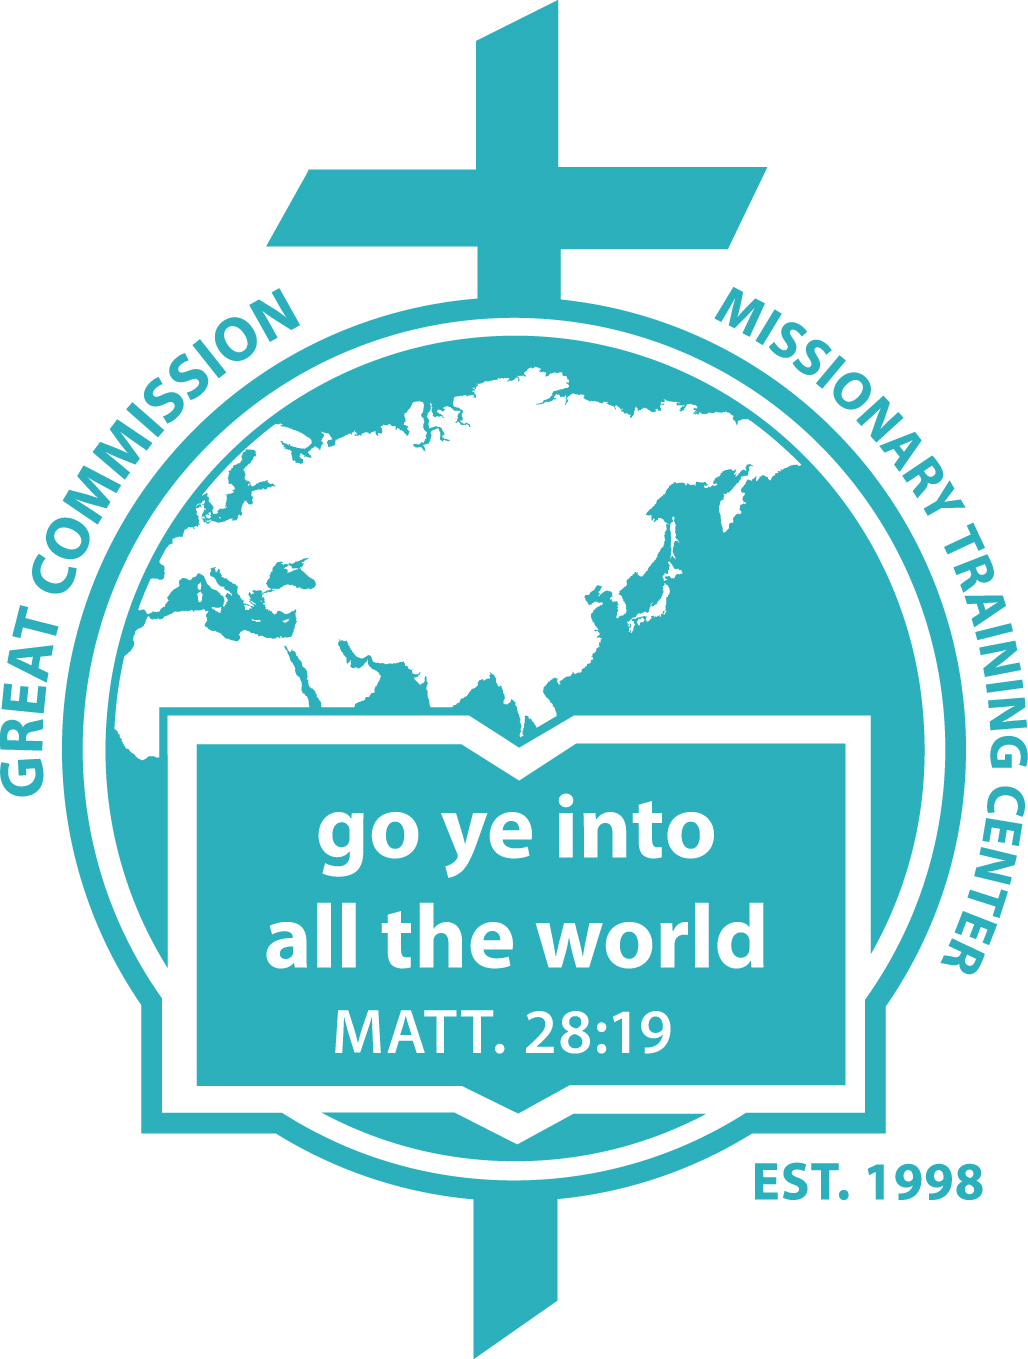 GREAT COMMISSION
MISSIONARY TRAINING CENTER
go ye into
all the world
MATT. 28:19
EST. 1998